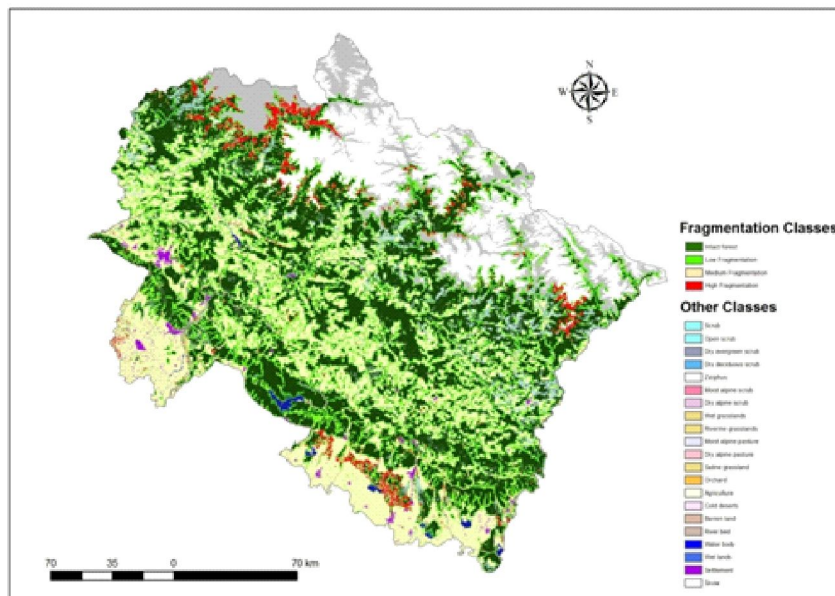 N
W E
S
Fragmentation Classes
Intact forest
Low Fragmentation
Medium Fragmentation
High Fragmentation
Other Classes
Scrub
Open scrub
Dry evergreen scrub
Dry deciduous scrub
Moist alpine scrub
Dry alpine scrub
Wet grasslands
Riverine grasslands
Moist alpine pasture
Dry alpine pasture
Saline grassland
Orchard
Agriculture
Cold deserts
Barren land
River bed
Water body
Wet lands
Settlement
Snow
70 35 0 70 km